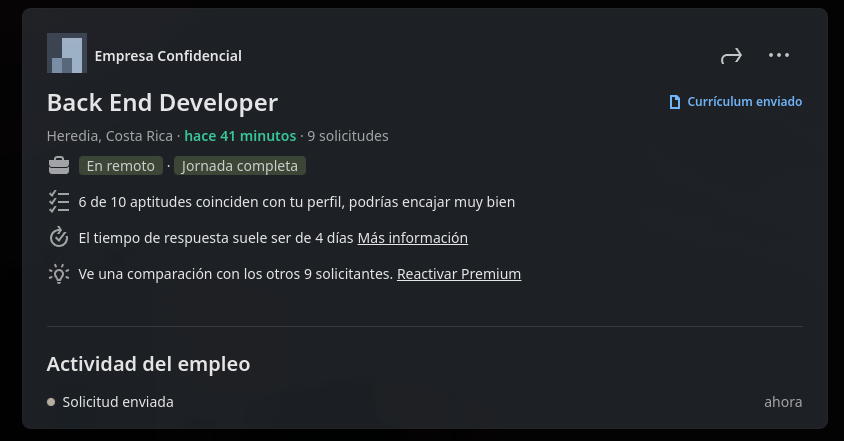 Empresa Confidencial
Back End Developer
Currículum enviado
Heredia, Costa Rica · hace 41 minutos · 9 solicitudes
En remoto · Jornada completa
6 de 10 aptitudes coinciden con tu perfil, podrías encajar muy bien
El tiempo de respuesta suele ser de 4 días Más información
Ve una comparación con los otros 9 solicitantes. Reactivar Premium
Actividad del empleo
Solicitud enviada
ahora